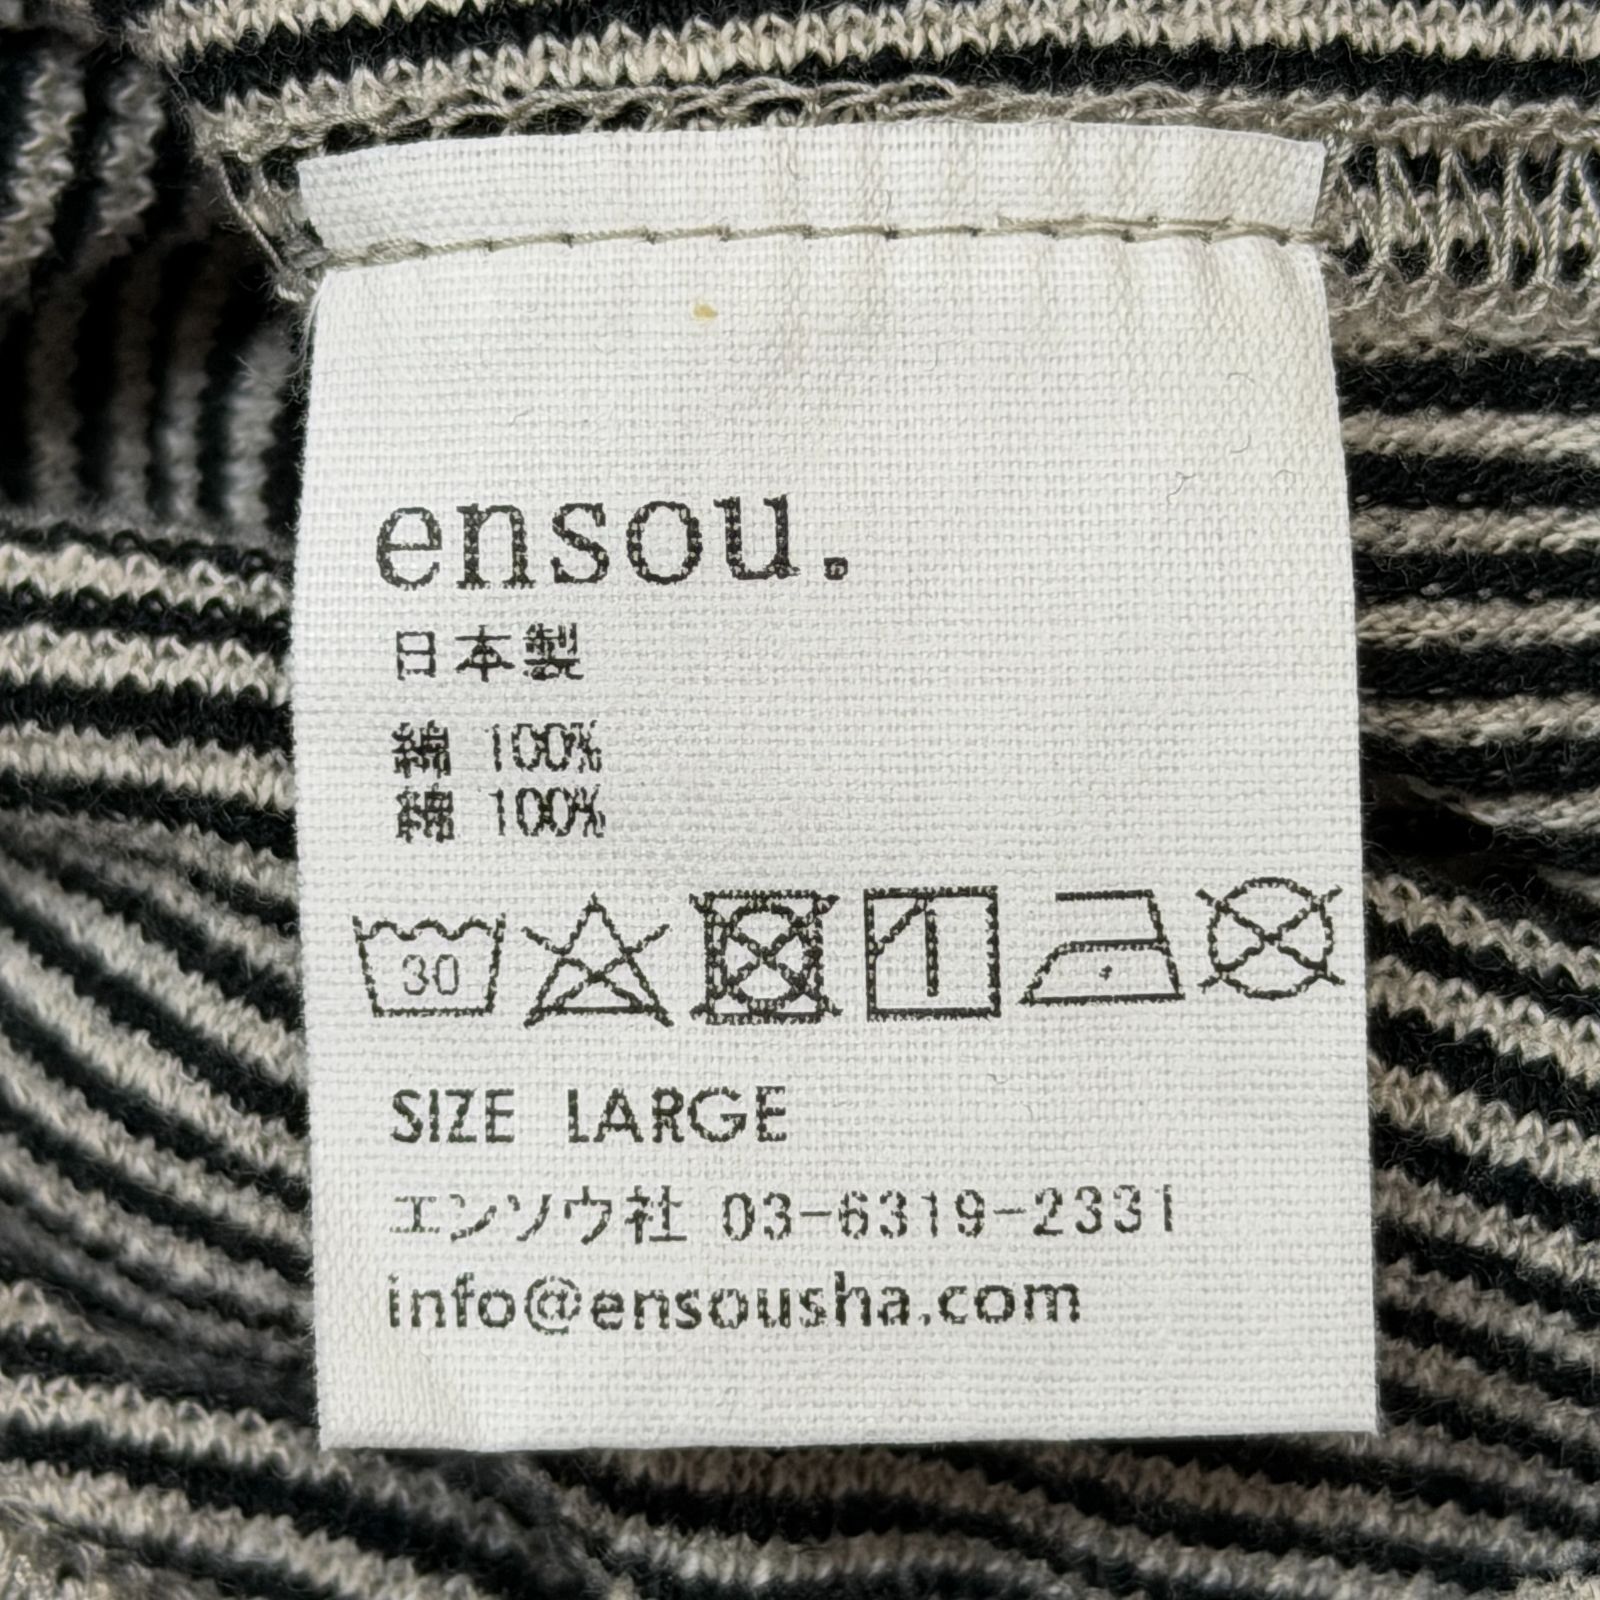 ensou.
日本製
綿 100%
綿 100%
30
SIZE LARGE
エンソウ社 03-6319-2331
info@ensousha.com